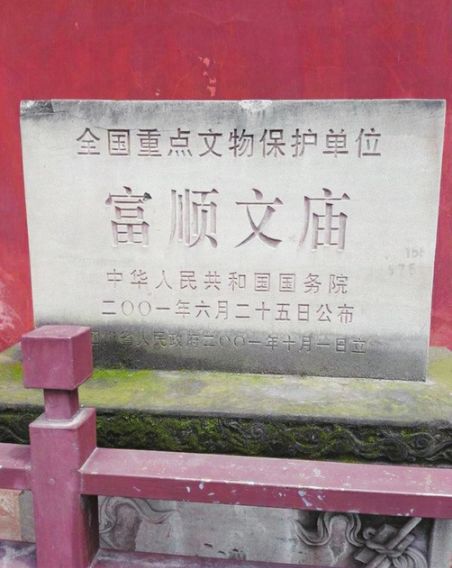 全国重点文物保护单位
富顺文庙
中华人民共和国国务院
二〇〇一年六月二十五日公布
省人民政府二〇〇一年十月一日立